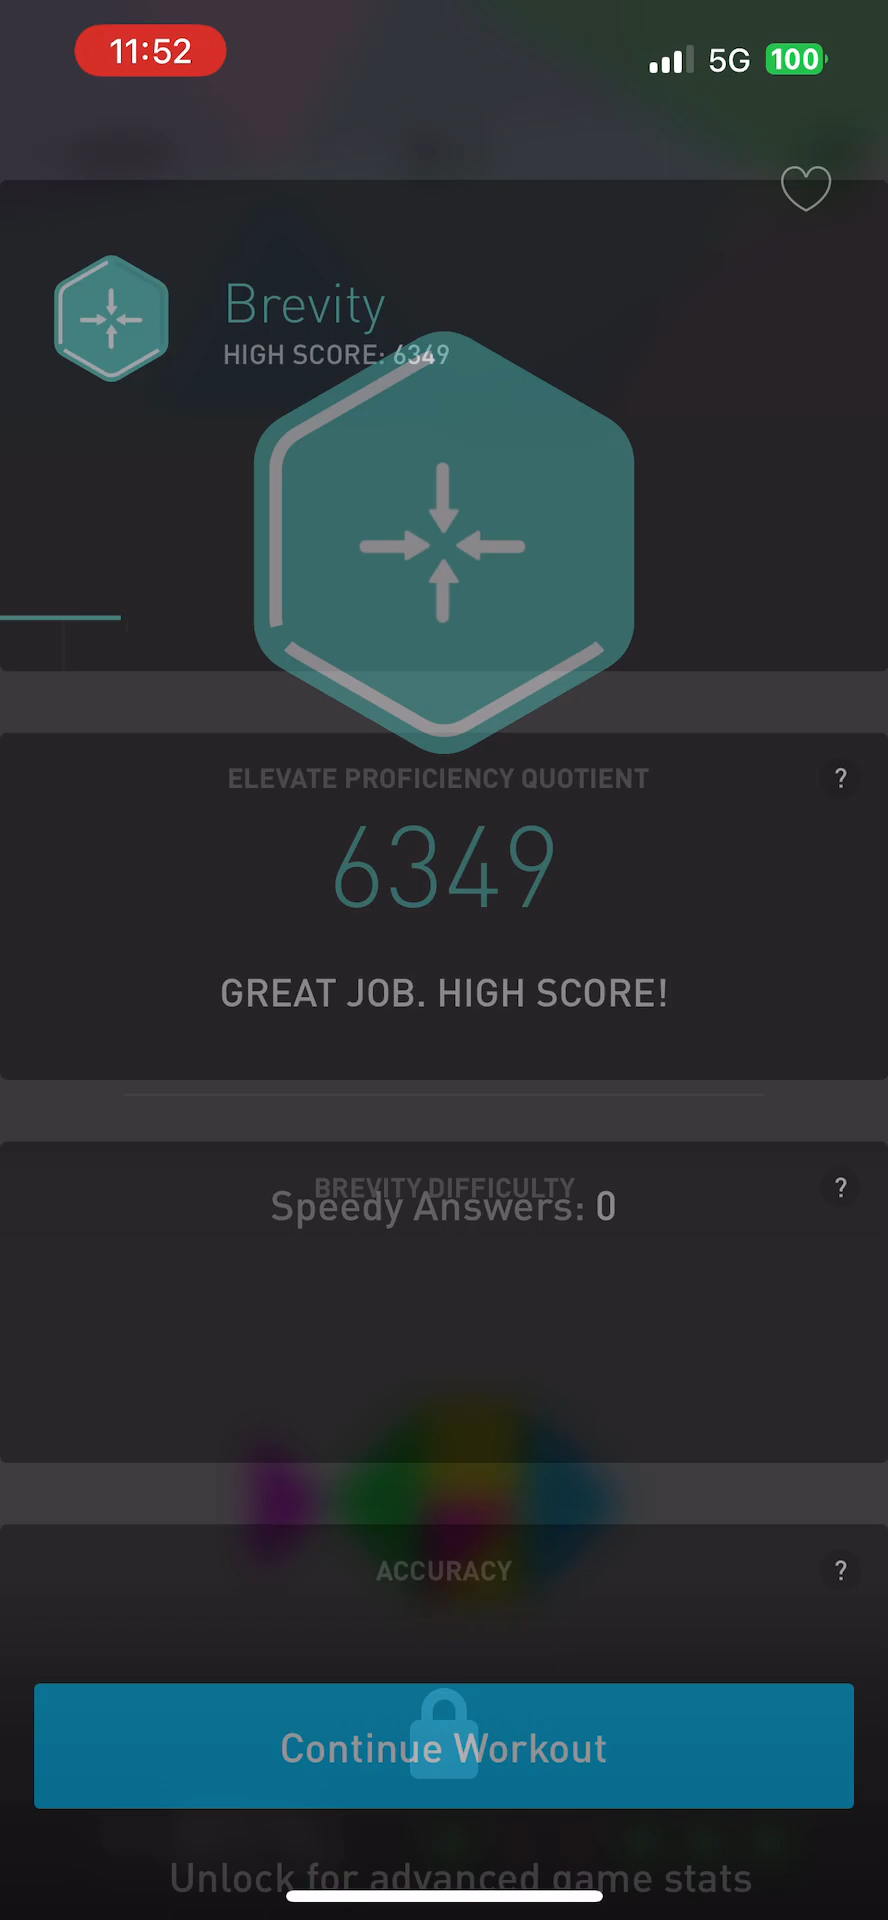 11:52
5G 100
Brevity
HIGH SCORE: 6349
ELEVATE PROFICIENCY QUOTIENT ?
6349
GREAT JOB. HIGH SCORE!
BREVITY DIFFICULTY ?
Speedy Answers: 0
ACCURACY ?
Continue Workout
Unlock for advanced game stats